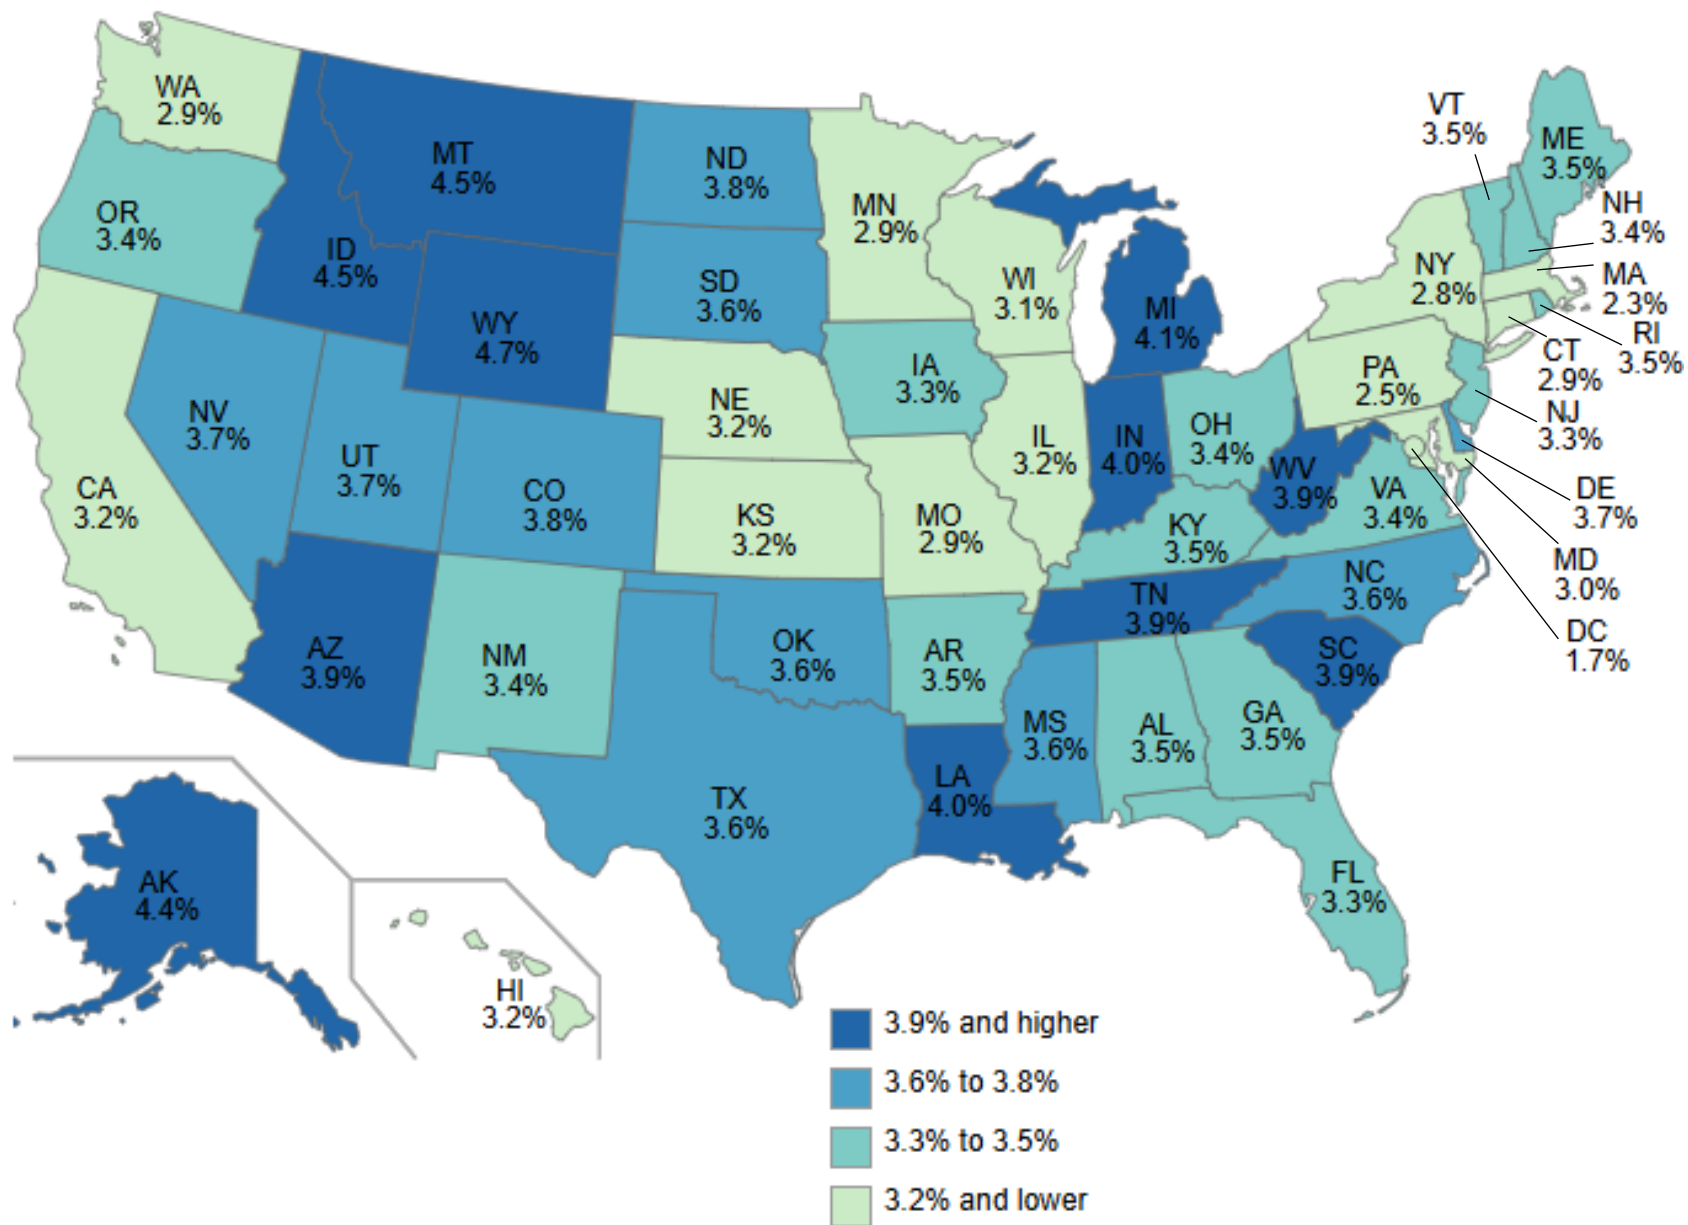 WA
2.9%
OR
3.4%
CA
3.2%
ID
4.5%
MT
4.5%
WY
4.7%
NV
3.7%
UT
3.7%
CO
3.8%
AZ
3.9%
NM
3.4%
ND
3.8%
SD
3.6%
NE
3.2%
KS
3.2%
OK
3.6%
TX
3.6%
MN
2.9%
IA
3.3%
MO
2.9%
AR
3.5%
LA
4.0%
WI
3.1%
IL
3.2%
MI
4.1%
IN
4.0%
OH
3.4%
KY
3.5%
TN
3.9%
MS
3.6%
AL
3.5%
GA
3.5%
FL
3.3%
SC
3.9%
NC
3.6%
VA
3.4%
WV
3.9%
PA
2.5%
NY
2.8%
VT
3.5%
ME
3.5%
NH
3.4%
MA
2.3%
RI
3.5%
CT
2.9%
NJ
3.3%
DE
3.7%
MD
3.0%
DC
1.7%
AK
4.4%
HI
3.2%
3.9% and higher
3.6% to 3.8%
3.3% to 3.5%
3.2% and lower